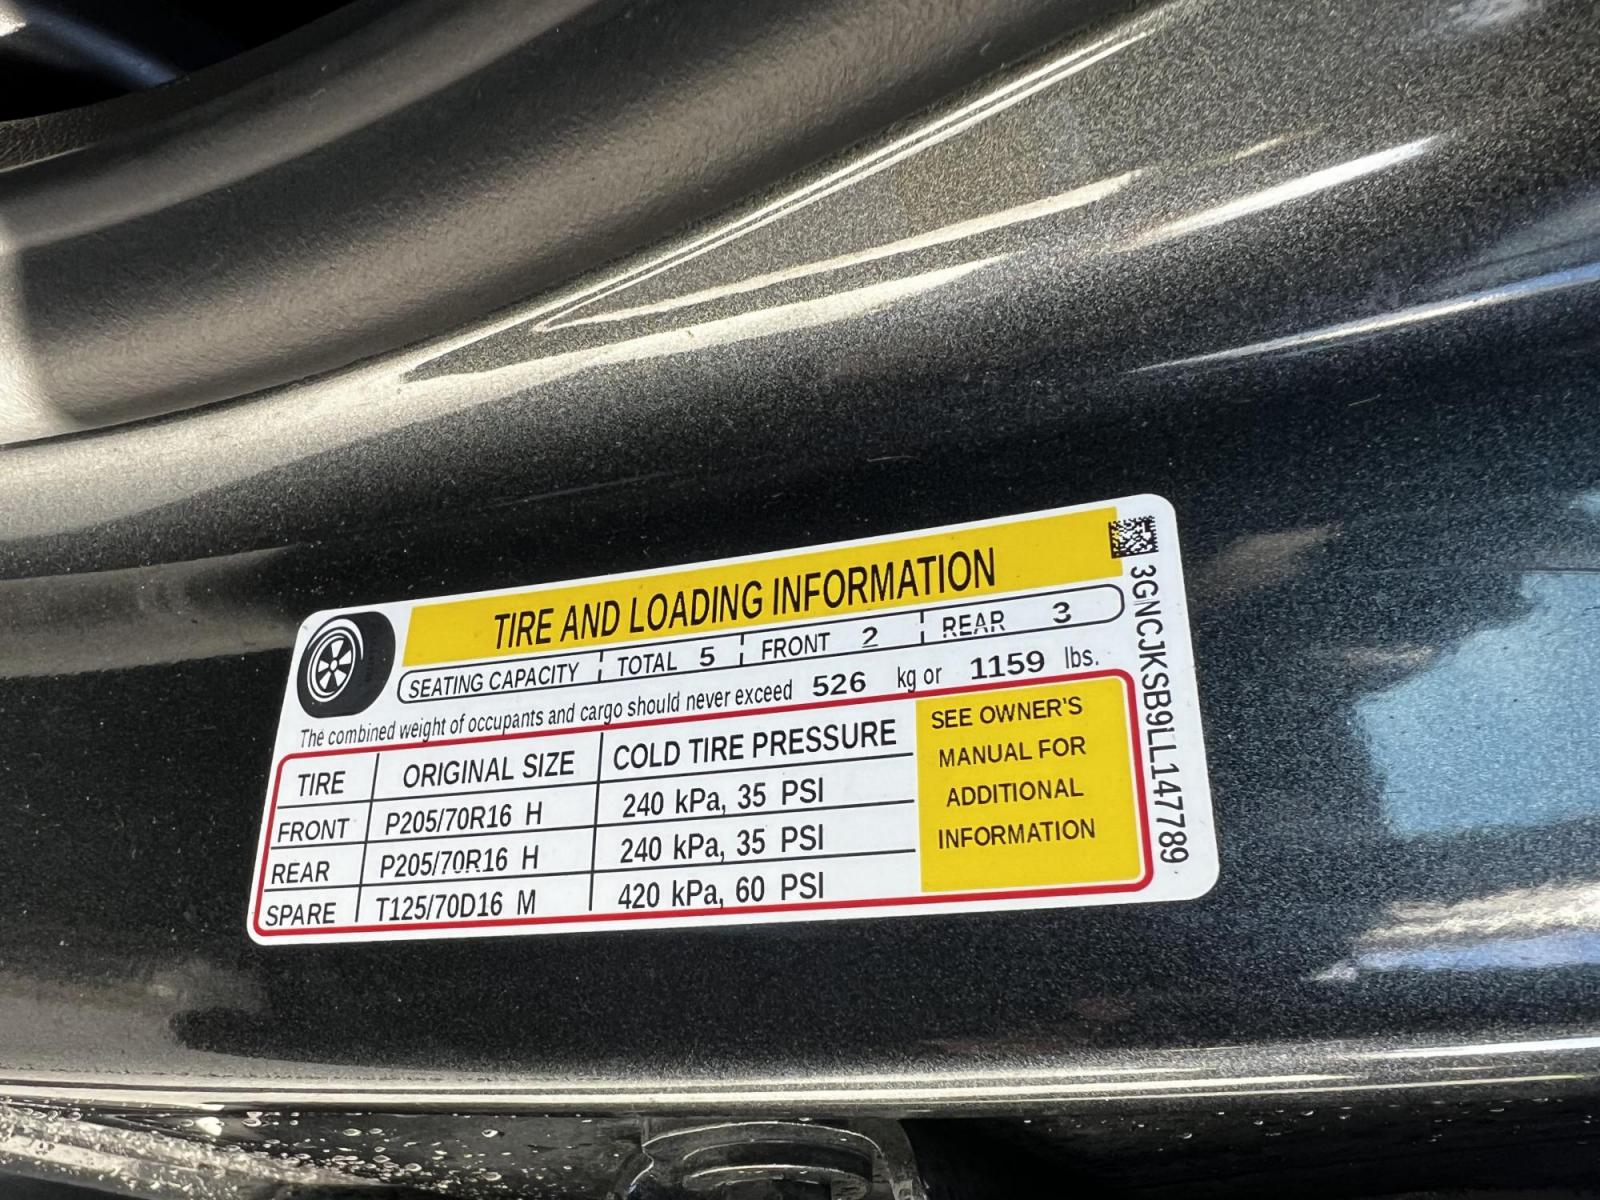 TIRE AND LOADING INFORMATION
SEATING CAPACITY TOTAL 5 FRONT 2 REAR 3
The combined weight of occupants and cargo should never exceed 526 kg or 1159 lbs.
TIRE ORIGINAL SIZE COLD TIRE PRESSURE
FRONT P205/70R16 H 240 kPa, 35 PSI
REAR P205/70R16 H 240 kPa, 35 PSI
SPARE T125/70D16 M 420 kPa, 60 PSI
SEE OWNER'S
MANUAL FOR
ADDITIONAL
INFORMATION
3GNCJKSB9LL147789